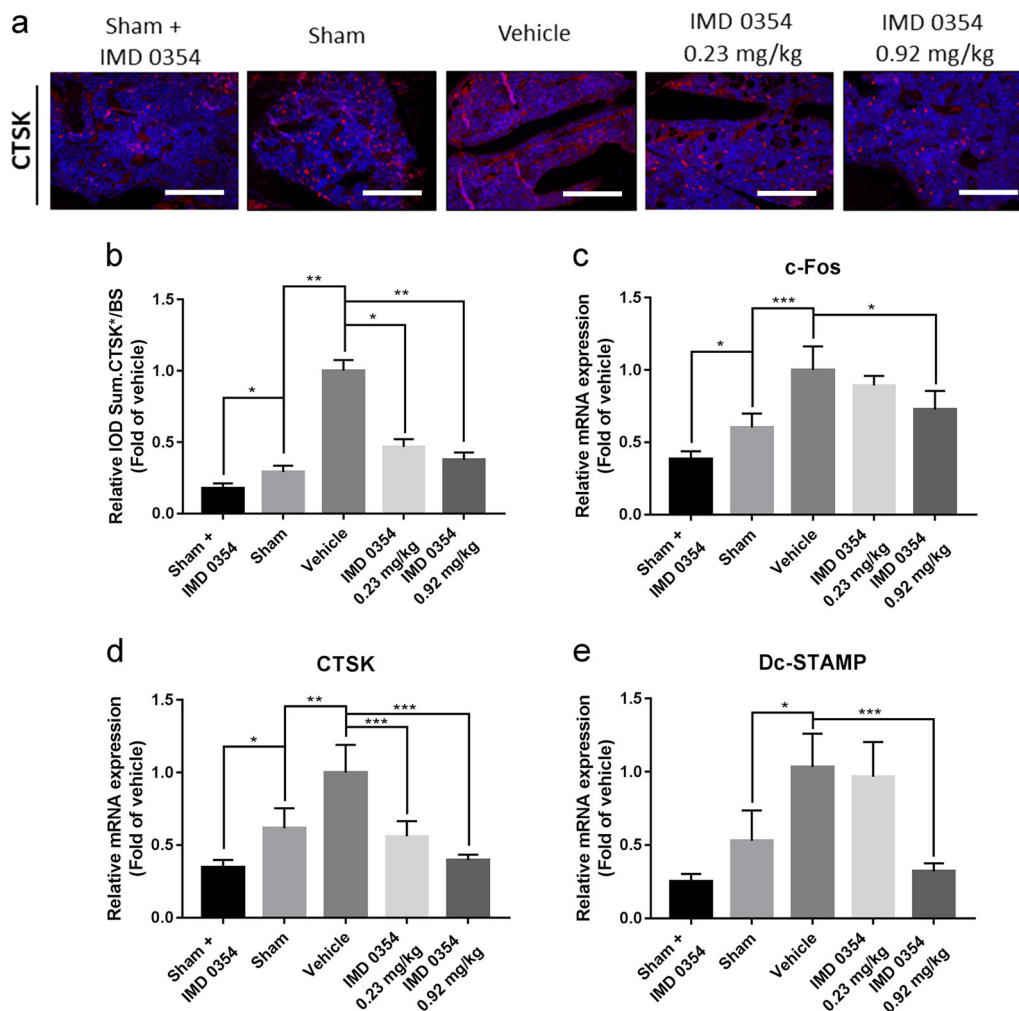 a
Sham +
IMD 0354
Sham
Vehicle
IMD 0354
0.23 mg/kg
IMD 0354
0.92 mg/kg
CTSK
b
Relative IOD Sum.CTSK*/BS
(Fold of vehicle)
1.5
1.0
0.5
0.0
*
**
*
**
Sham +
IMD 0354
Sham
Vehicle
IMD 0354
0.23 mg/kg
IMD 0354
0.92 mg/kg
c
c-Fos
Relative mRNA expression
(Fold of vehicle)
1.5
1.0
0.5
0.0
*
***
*
Sham +
IMD 0354
Sham
Vehicle
IMD 0354
0.23 mg/kg
IMD 0354
0.92 mg/kg
d
CTSK
Relative mRNA expression
(Fold of vehicle)
1.5
1.0
0.5
0.0
*
**
***
***
Sham +
IMD 0354
Sham
Vehicle
IMD 0354
0.23 mg/kg
IMD 0354
0.92 mg/kg
e
Dc-STAMP
Relative mRNA expression
(Fold of vehicle)
1.5
1.0
0.5
0.0
*
***
Sham +
IMD 0354
Sham
Vehicle
IMD 0354
0.23 mg/kg
IMD 0354
0.92 mg/kg